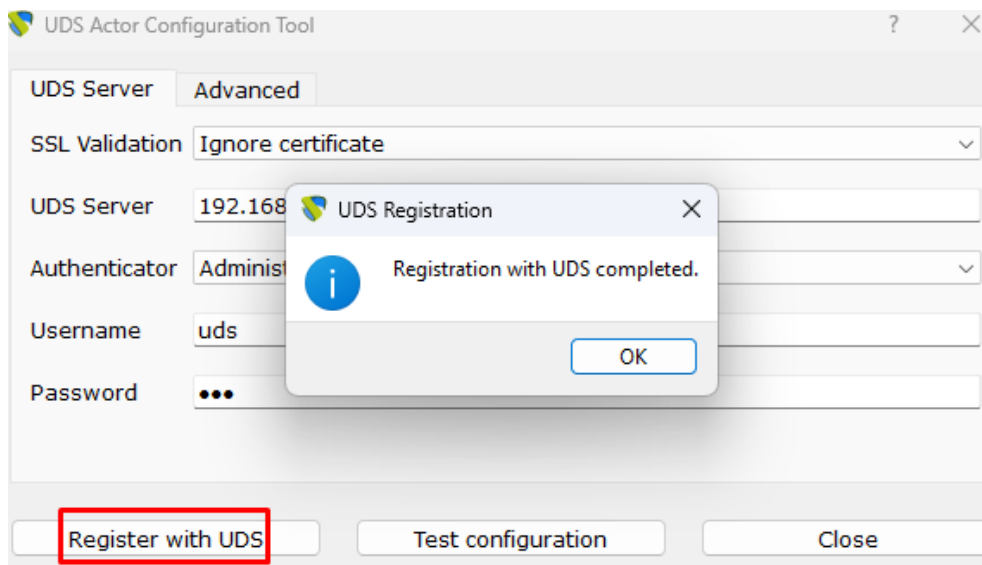 UDS Actor Configuration Tool
UDS Server Advanced
SSL Validation Ignore certificate
UDS Server 192.168
UDS Registration
Authenticator Administ
Registration with UDS completed.
Username uds
OK
Password •••
Register with UDS Test configuration Close